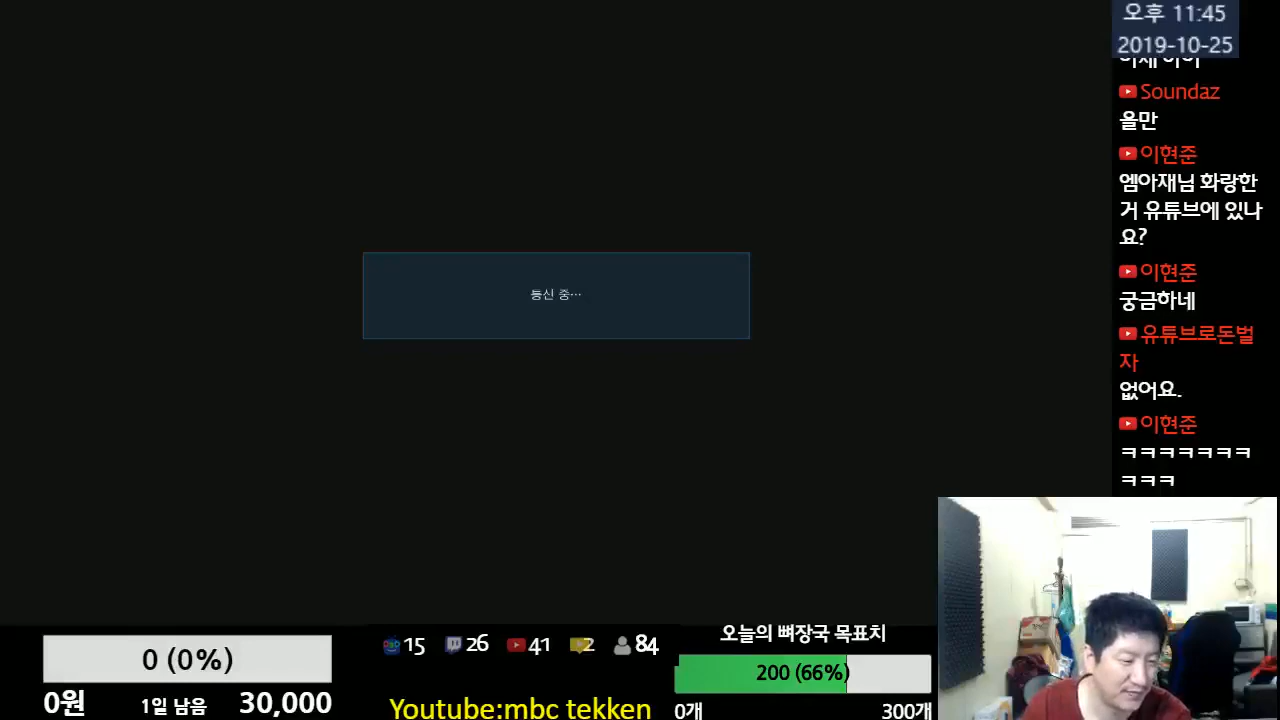 오후 11:45
2019-10-25
Soundaz
올만
이현준
엠아재님 화랑한
거 유튜브에 있나
요?
이현준
궁금하네
유튜브로돈벌
자
없어요.
이현준
ㅋㅋㅋㅋㅋㅋㅋ
ㅋㅋㅋ
통신 중…
0 (0%)
0원 1일 남음 30,000
15 26 41 2 84
Youtube:mbc tekken
오늘의 뼈장국 목표치
200 (66%)
0개 300개